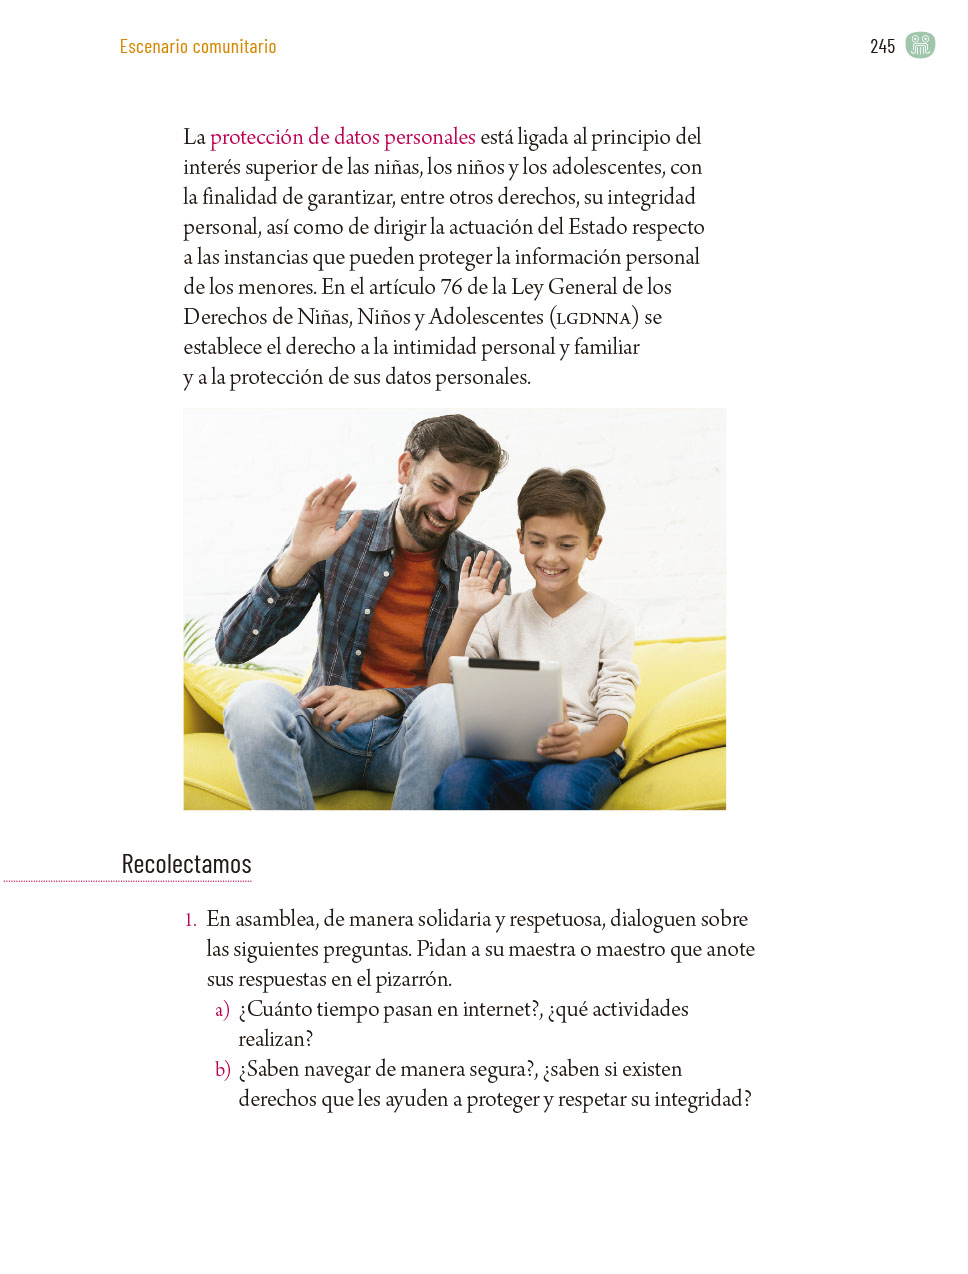 Escenario comunitario
245
La protección de datos personales está ligada al principio del
interés superior de las niñas, los niños y los adolescentes, con
la finalidad de garantizar, entre otros derechos, su integridad
personal, así como de dirigir la actuación del Estado respecto
a las instancias que pueden proteger la información personal
de los menores. En el artículo 76 de la Ley General de los
Derechos de Niñas, Niños y Adolescentes (LGDNNA) se
establece el derecho a la intimidad personal y familiar
y a la protección de sus datos personales.
Recolectamos
1. En asamblea, de manera solidaria y respetuosa, dialoguen sobre
las siguientes preguntas. Pidan a su maestra o maestro que anote
sus respuestas en el pizarrón.
a) ¿Cuánto tiempo pasan en internet?, ¿qué actividades
realizan?
b) ¿Saben navegar de manera segura?, ¿saben si existen
derechos que les ayuden a proteger y respetar su integridad?